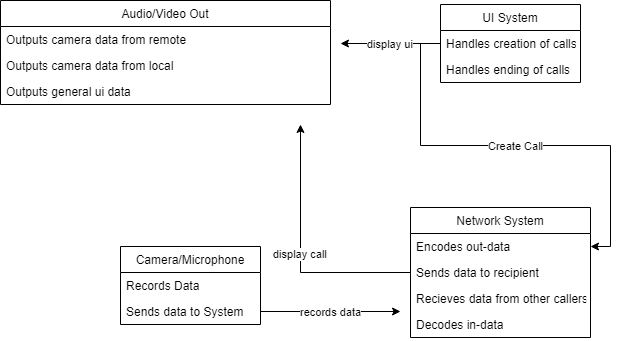 Audio/Video Out
Outputs camera data from remote
Outputs camera data from local
Outputs general ui data
UI System
Handles creation of calls
Handles ending of calls
display ui
Create Call
Network System
Encodes out-data
Sends data to recipient
Recieves data from other callers
Decodes in-data
display call
Camera/Microphone
Records Data
Sends data to System
records data